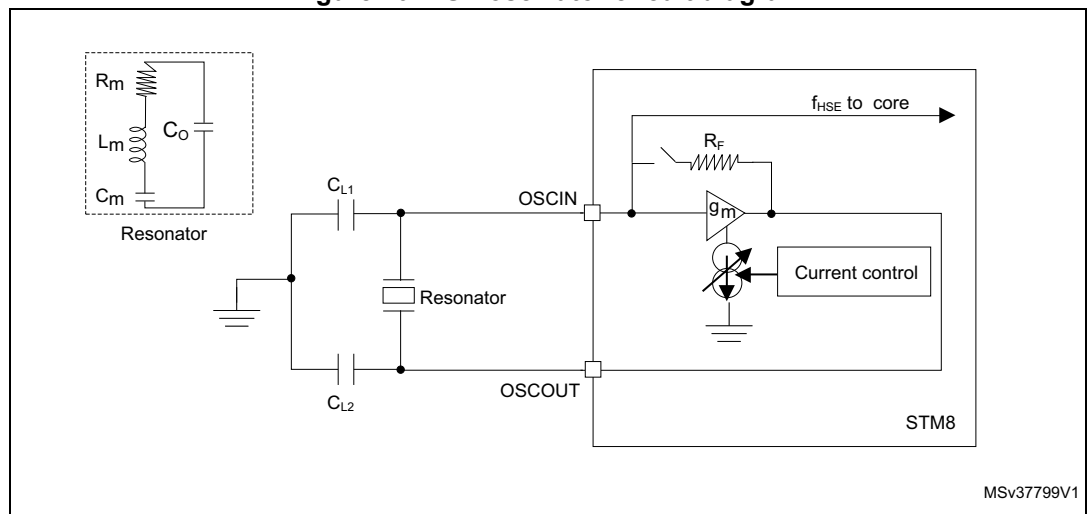 Rm
Lm
CO
Cm
Resonator
CL1
CL2
Resonator
OSCIN
OSCOUT
fHSE to core
RF
gm
Current control
STM8
MSv37799V1